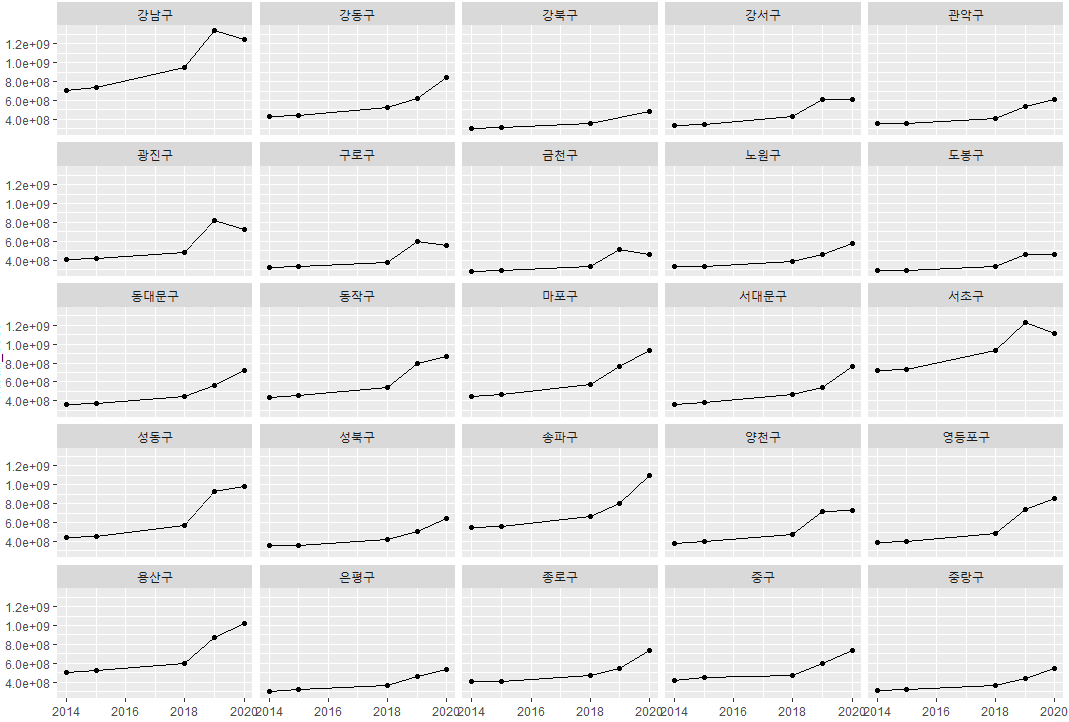 강남구 강동구 강북구 강서구 관악구
1.2e+09
1.0e+09
8.0e+08
6.0e+08
4.0e+08
광진구 구로구 금천구 노원구 도봉구
1.2e+09
1.0e+09
8.0e+08
6.0e+08
4.0e+08
동대문구 동작구 마포구 서대문구 서초구
1.2e+09
1.0e+09
8.0e+08
6.0e+08
4.0e+08
성동구 성북구 송파구 양천구 영등포구
1.2e+09
1.0e+09
8.0e+08
6.0e+08
4.0e+08
용산구 은평구 종로구 중구 중랑구
1.2e+09
1.0e+09
8.0e+08
6.0e+08
4.0e+08
2014 2016 2018 2020 2014 2016 2018 2020 2014 2016 2018 2020 2014 2016 2018 2020 2014 2016 2018 2020